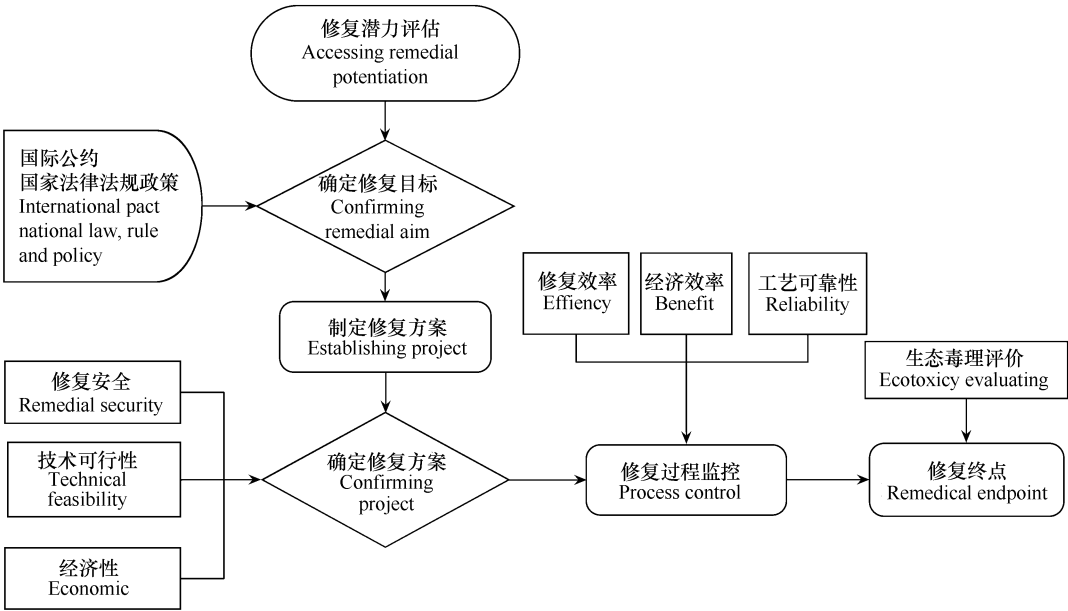 修复潜力评估
Accessing remedial
potentiation
国际公约
国家法律法规政策
International pact
national law, rule
and policy
确定修复目标
Confirming
remedial aim
制定修复方案
Establishing project
修复效率
Effiency
经济效率
Benefit
工艺可靠性
Reliability
生态毒理评价
Ecotoxicy evaluating
修复安全
Remedial security
技术可行性
Technical
feasibility
经济性
Economic
确定修复方案
Confirming
project
修复过程监控
Process control
修复终点
Remedical endpoint